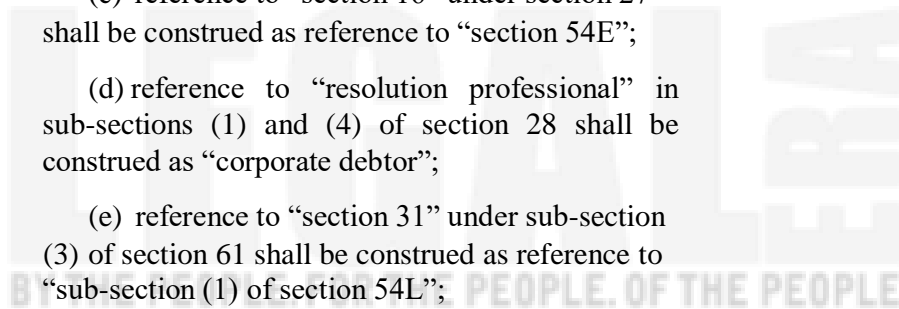 shall be construed as reference to “section 54E”;
(d) reference to “resolution professional” in
sub-sections (1) and (4) of section 28 shall be
construed as “corporate debtor”;
(e) reference to “section 31” under sub-section
(3) of section 61 shall be construed as reference to
“sub-section (1) of section 54L”;
LEGAL ERA
BY THE PEOPLE. FOR THE PEOPLE. OF THE PEOPLE